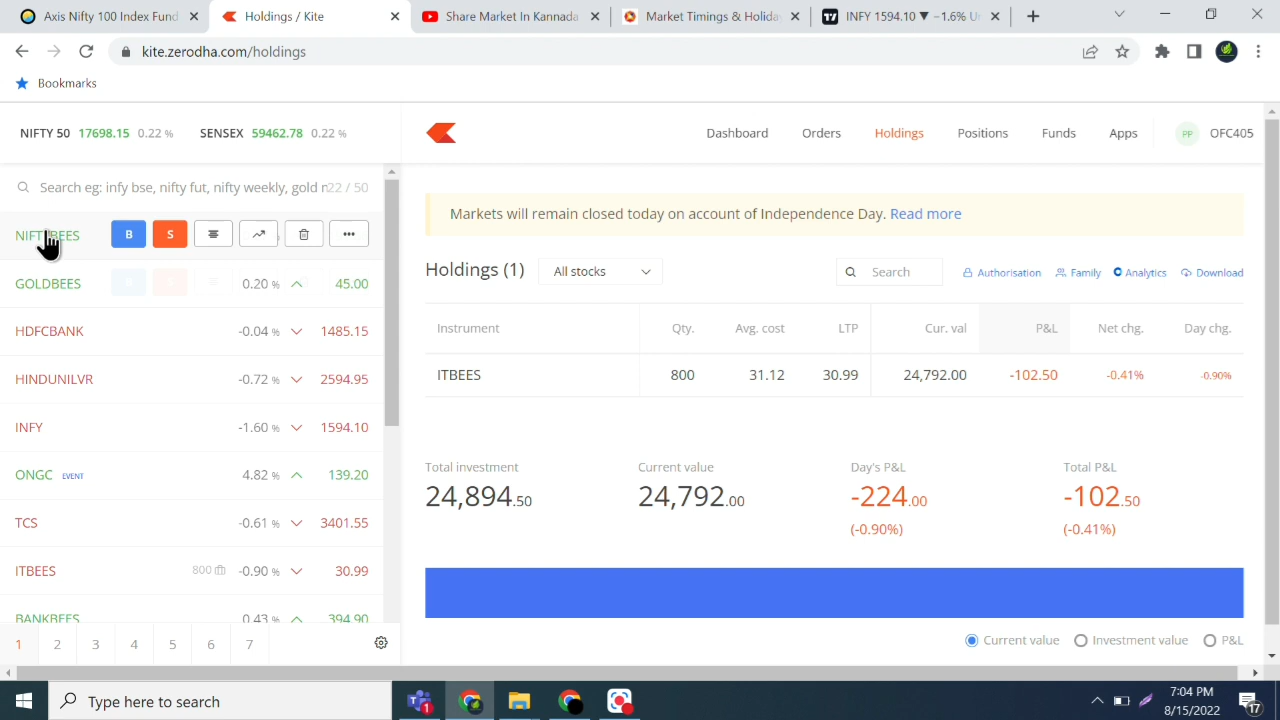 Axis Nifty 100 Index Fund
Holdings / Kite
Share Market In Kannada
Market Timings & Holida
INFY 1594.10 ▼ −1.6% U
kite.zerodha.com/holdings
Bookmarks
NIFTY 50 17698.15 0.22 % SENSEX 59462.78 0.22 %
Dashboard Orders Holdings Positions Funds Apps PP OFC405
Search eg: infy bse, nifty fut, nifty weekly, gold 22 / 50
NIFTYBEES B S
GOLDBEES 0.20 % 45.00
HDFCBANK -0.04 % 1485.15
HINDUNILVR -0.72 % 2594.95
INFY -1.60 % 1594.10
ONGC EVENT 4.82 % 139.20
TCS -0.61 % 3401.55
ITBEES 800 -0.90 % 30.99
BANKBEES 0.43 % 394.90
1 2 3 4 5 6 7
Markets will remain closed today on account of Independence Day. Read more
Holdings (1) All stocks Search Authorisation Family Analytics Download
Instrument Qty. Avg. cost LTP Cur. val P&L Net chg. Day chg.
ITBEES 800 31.12 30.99 24,792.00 -102.50 -0.41% -0.90%
Total investment Current value Day's P&L Total P&L
24,894.50 24,792.00 -224.00 -102.50
(-0.90%) (-0.41%)
Current value Investment value P&L
Type here to search
1
7:04 PM
8/15/2022
17